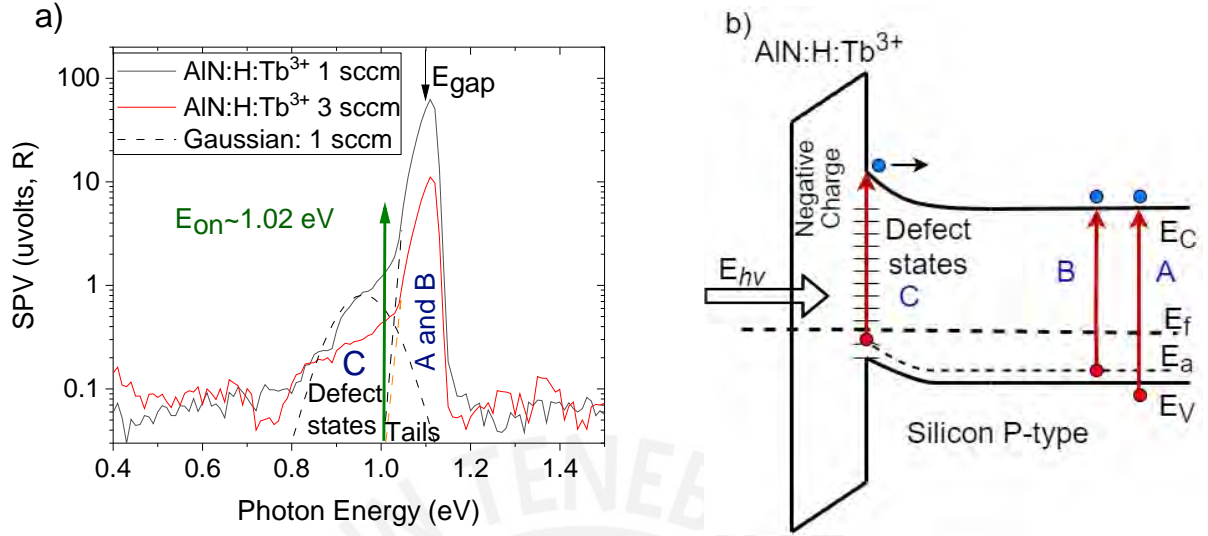 a)
AlN:H:Tb³⁺ 1 sccm
AlN:H:Tb³⁺ 3 sccm
Gaussian: 1 sccm
Egap
Eon~1.02 eV
A and B
C
Defect
states
Tails
SPV (uvolts, R)
100
10
1
0.1
0.4 0.6 0.8 1.0 1.2 1.4
Photon Energy (eV)
b)
AlN:H:Tb³⁺
Negative
Charge
Defect
states
C
Ehv
B
A
EC
Ef
Ea
EV
Silicon P-type
IN TENEB